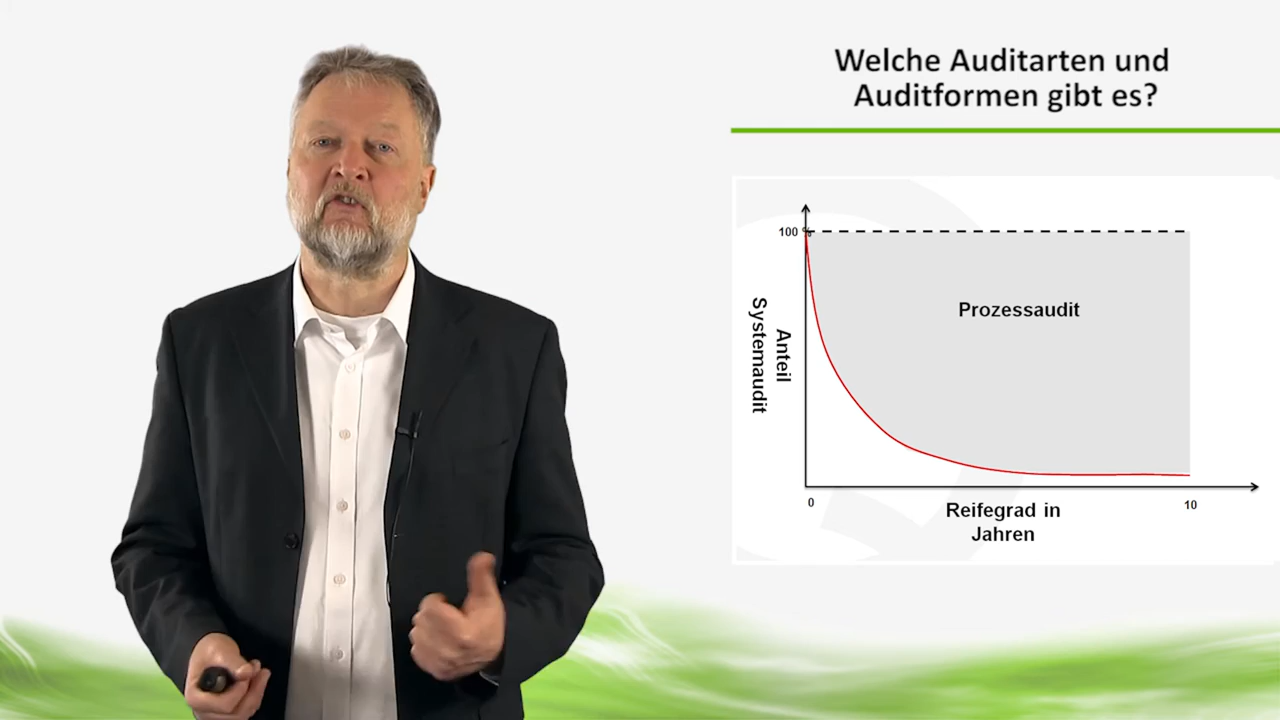 Welche Auditarten und
Auditformen gibt es?
100 %
Prozessaudit
Anteil
Systemaudit
0
10
Reifegrad in
Jahren